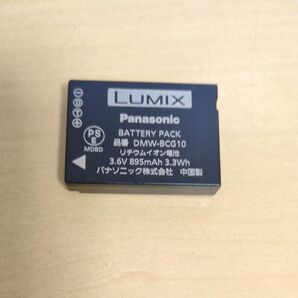 LUMIX
Panasonic
BATTERY PACK
品番 DMW-BCG10
リチウムイオン電池
3.6V 895mAh 3.3Wh
パナソニック株式会社 中国製
PS
E
MDBD